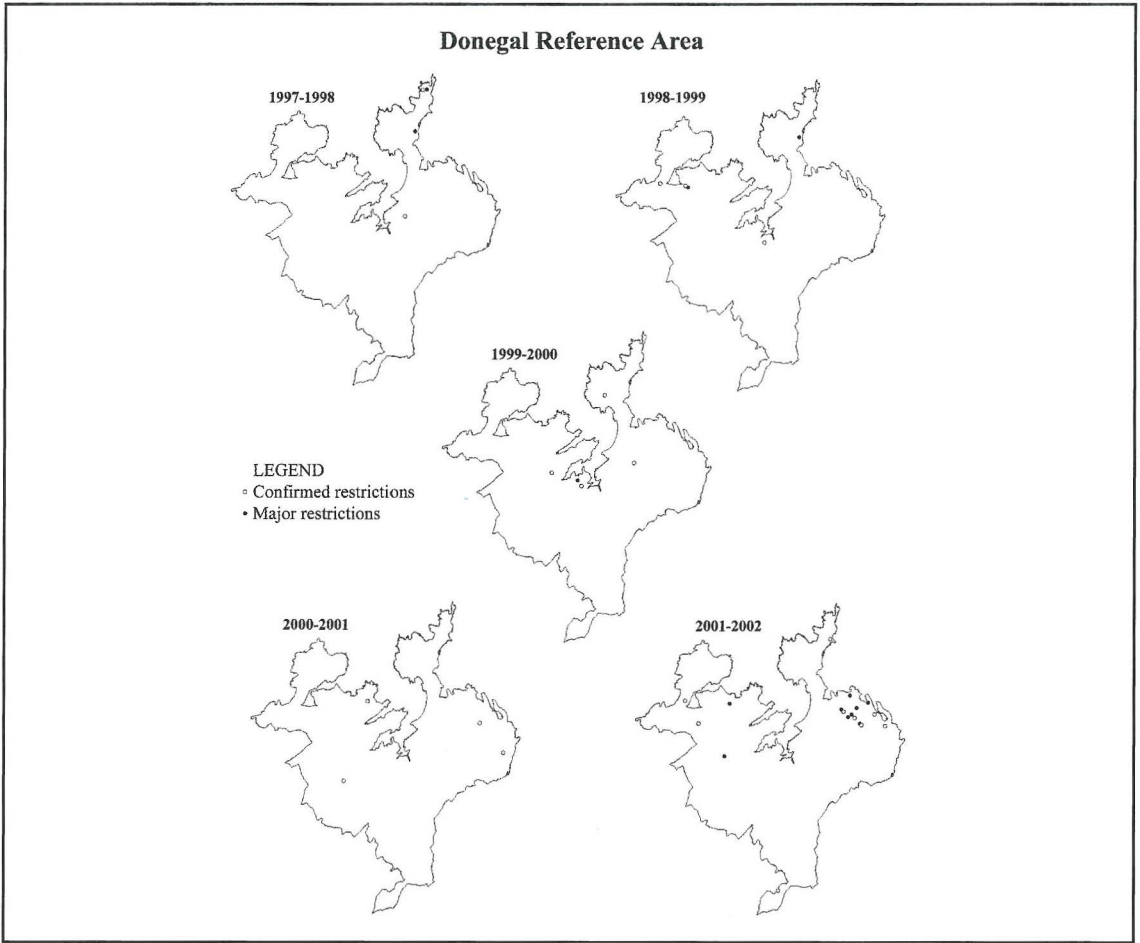 Donegal Reference Area
1997-1998
1998-1999
1999-2000
LEGEND
Confirmed restrictions
Major restrictions
2000-2001
2001-2002